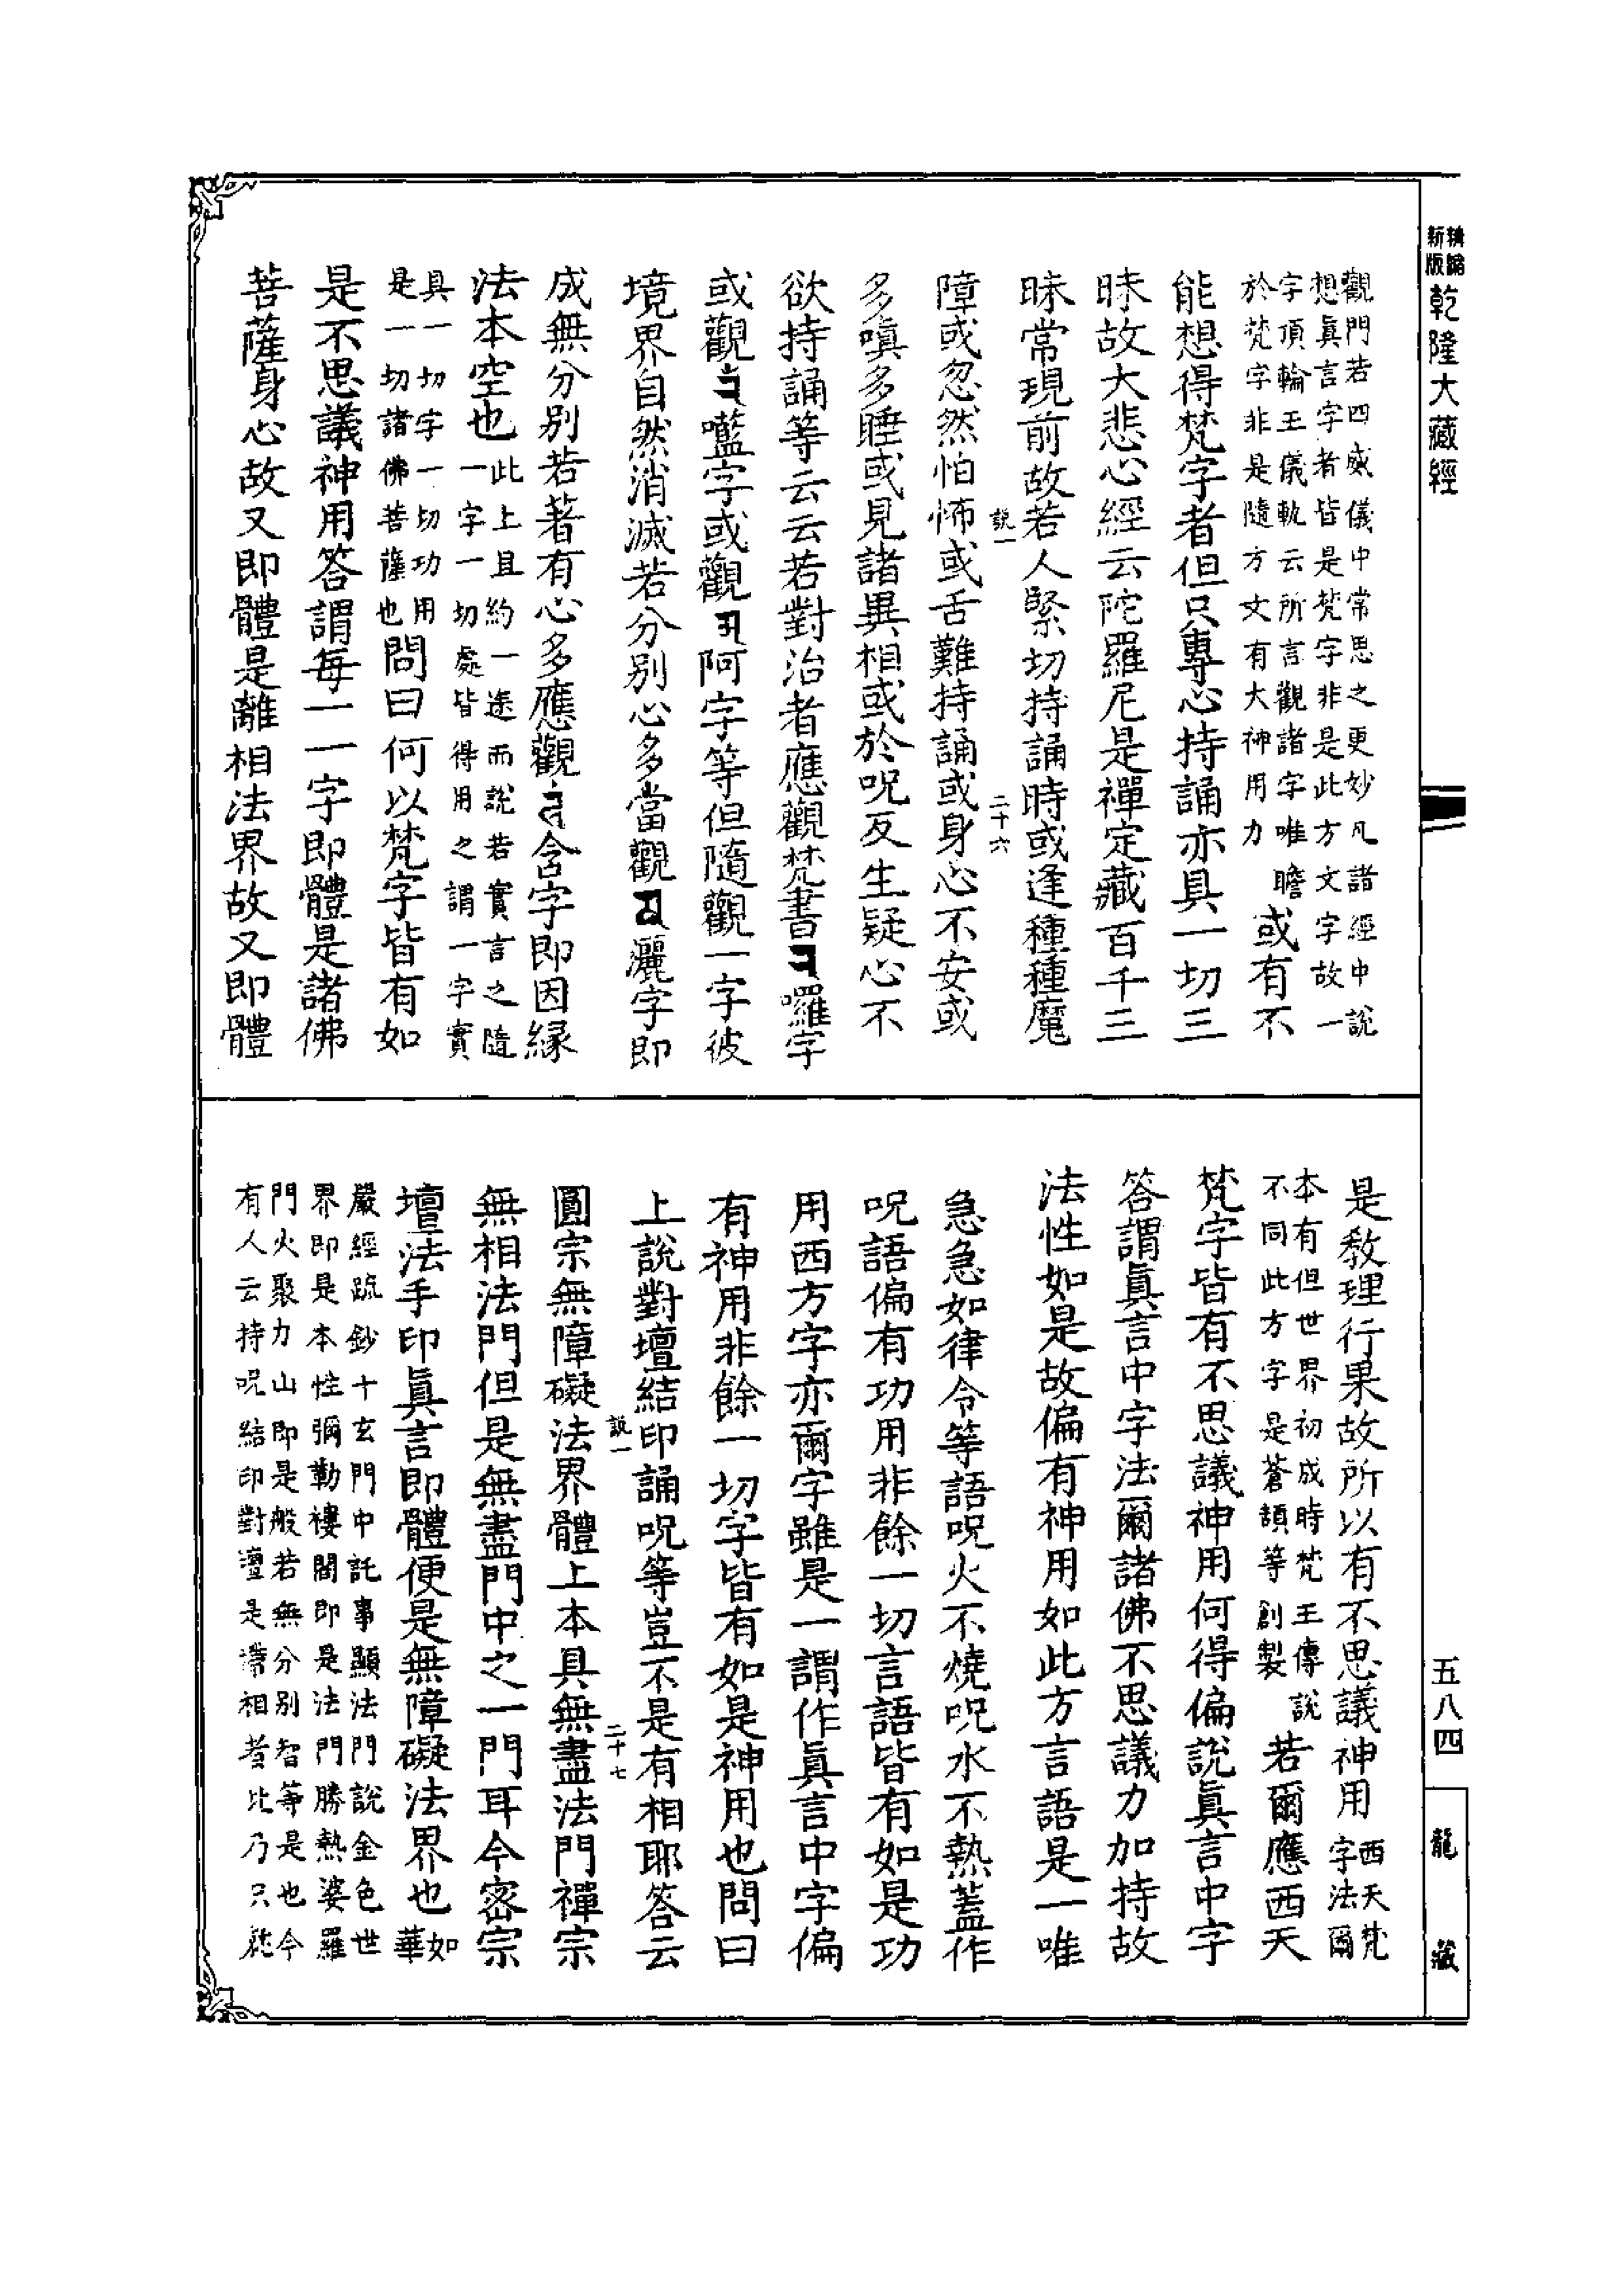 精縮新版乾隆大藏經
觀門若四威儀中常思之更妙凡諸經中說
想眞言字者皆是梵字非是此方文字故一
字頂輪王儀軌云所言觀諸字唯瞻
於梵字非是隨方文有大神用力
或有不
能想得梵字者但只專心持誦亦具一切三
昧故大悲心經云陀羅尼是禪定藏百千三
昧常現前故若人緊切持誦時或逢種種魔
說一 二十六
障或忽然怕怖或舌難持誦或身心不安或
多嗔多睡或見諸異相或於呪反生疑心不
欲持誦等云云若對治者應觀梵書囉字
或觀囕字或觀阿字等但隨觀一字彼
境界自然消滅若分別心多當觀灑字即
成無分別若著有心多應觀含字即因縁
法本空也
此上且約一途而說若實言之隨
一字一切處皆得用之謂一字實
具一切字一切功用
是一切諸佛菩薩也
問曰何以梵字皆有如
是不思議神用答謂每一一字即體是諸佛
菩薩身心故又即體是離相法界故又即體
是教理行果故所以有不思議神用
西天梵
字法爾
本有但世界初成時梵王傳說
不同此方字是蒼頡等創製
若爾應西天
梵字皆有不思議神用何得偏說眞言中字
答謂眞言中字法爾諸佛不思議力加持故
法性如是故偏有神用如此方言語是一唯
急急如律令等語呪火不燒呪水不熱蓋作
呪語偏有功用非餘一切言語皆有如是功
用西方字亦爾字雖是一謂作眞言中字偏
有神用非餘一切字皆有如是神用也問曰
上說對壇結印誦呪等豈不是有相耶答云
說一 二十七
圓宗無障礙法界體上本具無盡法門禪宗
無相法門但是無盡門中之一門耳今密宗
壇法手印眞言即體便是無障礙法界也
如
華
嚴經疏鈔十玄門中託事顯法門說金色世
界即是本性彌勒樓閣即是法門勝熱婆羅
門火聚力山即是般若無分別智等是也今
有人云持呪結印對壇是帶相者此乃只
五八四
龍藏